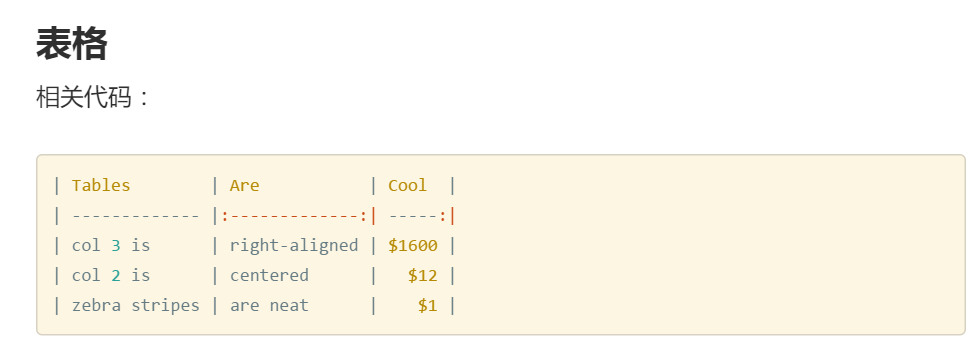 表格
相关代码：
| Tables        | Are           | Cool  |
| ------------- |:-------------:| -----:|
| col 3 is      | right-aligned | $1600 |
| col 2 is      | centered      |   $12 |
| zebra stripes | are neat      |    $1 |